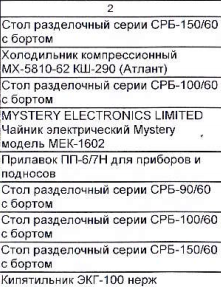 2
Стол разделочный серии СРБ-150/60
с бортом
Холодильник компрессионный
МХ-5810-62 КШ-290 (Атлант)
Стол разделочный серии СРБ-100/60
с бортом
MYSTERY ELECTRONICS LIMITED
Чайник электрический Mystery
модель МЕК-1602
Прилавок ПП-6/7Н для приборов и
подносов
Стол разделочный серии СРБ-90/60
с бортом
Стол разделочный серии СРБ-100/60
с бортом
Стол разделочный серии СРБ-150/60
с бортом
Кипятильник ЭКГ-100 нерж